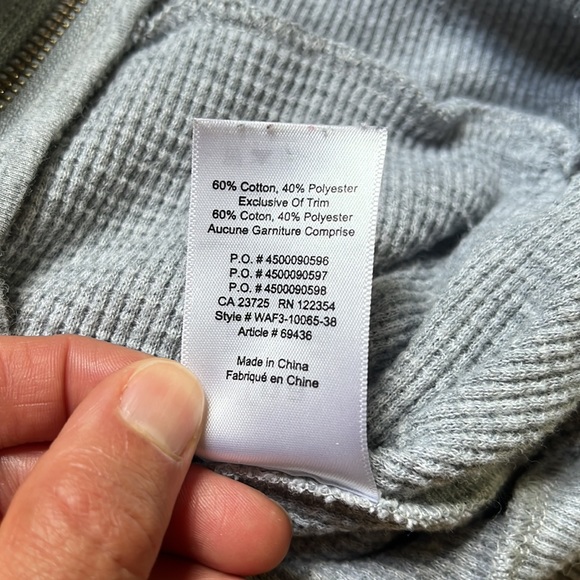 60% Cotton, 40% Polyester
Exclusive Of Trim
60% Coton, 40% Polyester
Aucune Garniture Comprise
P.O. # 4500090596
P.O. # 4500090597
P.O. # 4500090598
CA 23725 RN 122354
Style # WAF3-10065-38
Article # 69436
Made in China
Fabriqué en Chine